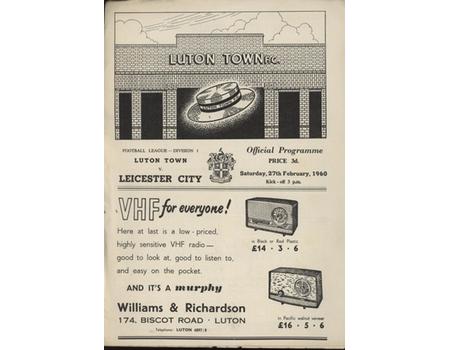 LUTON TOWN F.C.
FOOTBALL LEAGUE — DIVISION 1
LUTON TOWN
V.
LEICESTER CITY
Official Programme
PRICE 3d.
Saturday, 27th February, 1960
Kick-off 3 p.m.
VHF for everyone!
Here at last is a low-priced,
highly sensitive VHF radio—
good to look at, good to listen to,
and easy on the pocket.
AND IT'S A murphy
Williams & Richardson
174, BISCOT ROAD · LUTON
Telephone: LUTON
in Black or Red Plastic
£14 · 3 · 6
in Pacific walnut veneer
£16 · 5 · 6